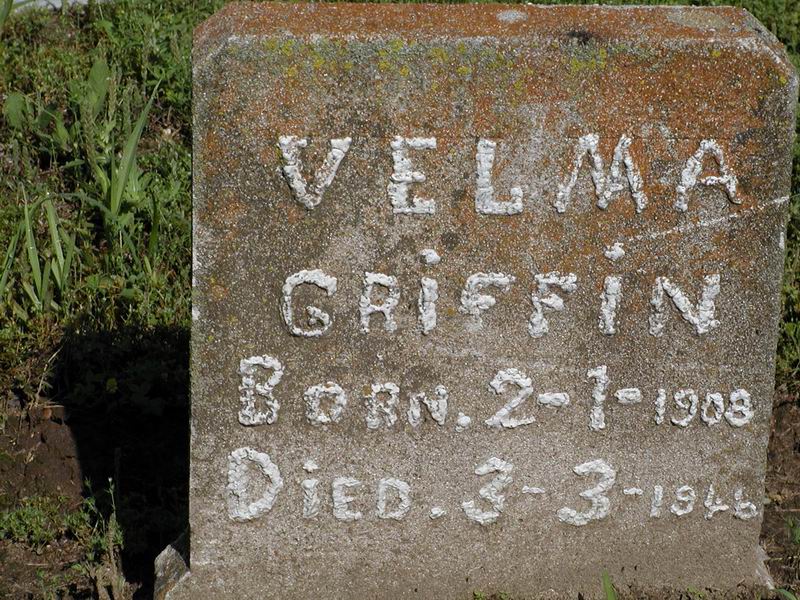 VELMA
GRiFFiN
BORN. 2-1-1908
Died. 3-3-1946